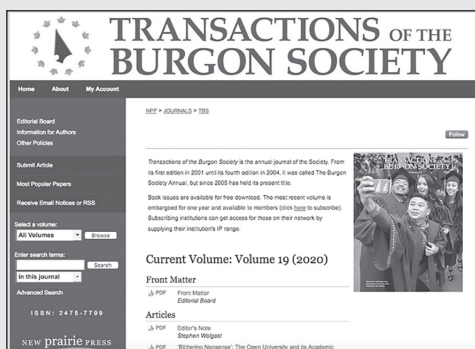 TRANSACTIONS OF THE
BURGON SOCIETY
Home About My Account
Editorial Board
Information for Authors
Other Policies
Submit Article
Most Popular Papers
Receive Email Notices or RSS
Select a volume:
All Volumes Browse
Enter search terms:
Search
in this journal
Advanced Search
ISSN: 2475-7799
NEW prairie PRESS
NPP > JOURNALS > TBS
Follow
Transactions of the Burgon Society is the annual journal of the Society. From
its first edition in 2001 until its fourth edition in 2004, it was called The Burgon
Society Annual, but since 2005 has held its present title.
Back issues are available for free download. The most recent volume is
embargoed for one year and available to members (click here to subscribe).
Subscribing institutions can get access for those on their network by
supplying their institution's IP range.
TRANSACTIONS OF THE
BURGON SOCIETY
Current Volume: Volume 19 (2020)
Front Matter
PDF Front Matter
Editorial Board
Articles
PDF Editor's Note
Stephen Wolgast
PDF 'Blithering Nonsense': The Open University and its Academic